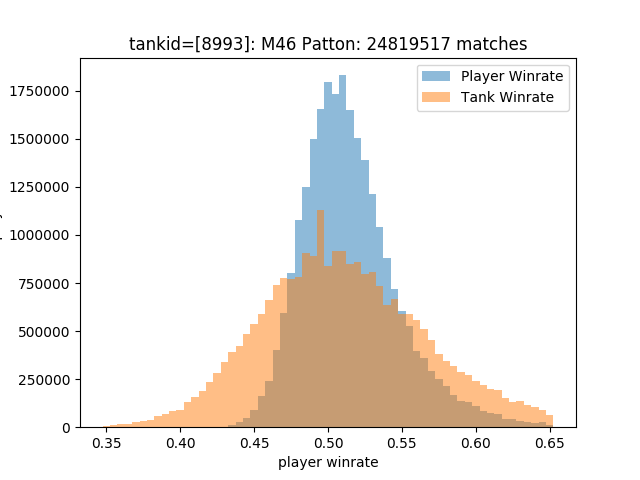 tankid=[8993]: M46 Patton: 24819517 matches
Player Winrate
Tank Winrate
1750000
1500000
1250000
1000000
750000
500000
250000
0
0.35 0.40 0.45 0.50 0.55 0.60 0.65
player winrate